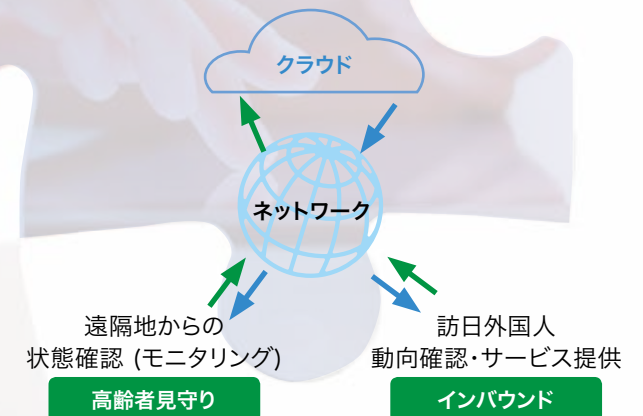 クラウド
ネットワーク
遠隔地からの
状態確認 (モニタリング)
高齢者見守り
訪日外国人
動向確認・サービス提供
インバウンド